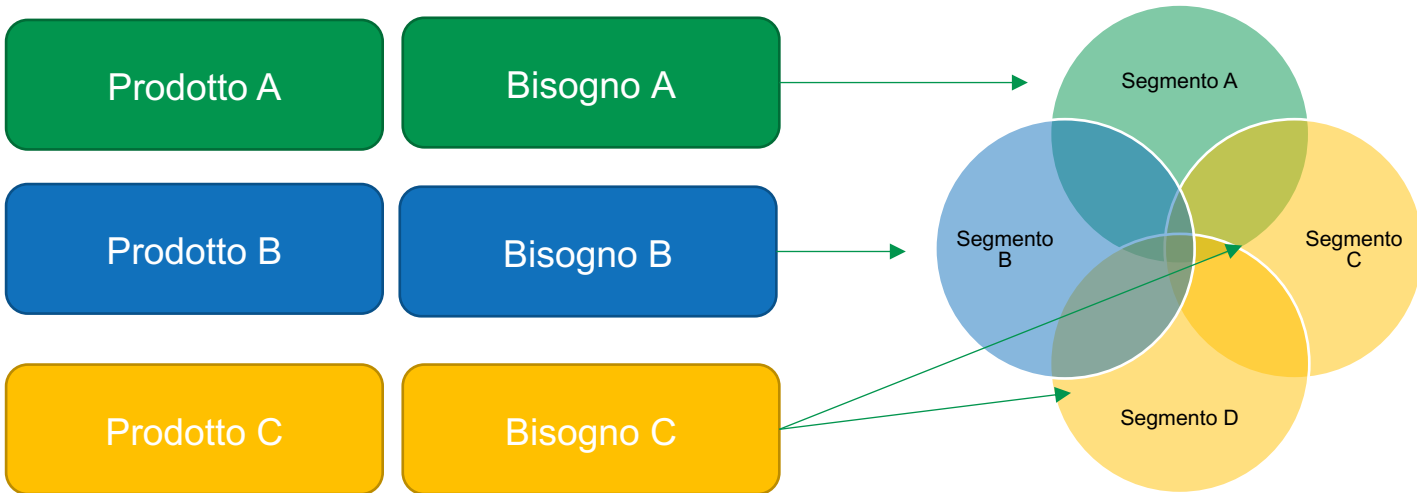 Prodotto A
Bisogno A
Segmento A
Prodotto B
Bisogno B
Segmento
B
Segmento
C
Prodotto C
Bisogno C
Segmento D